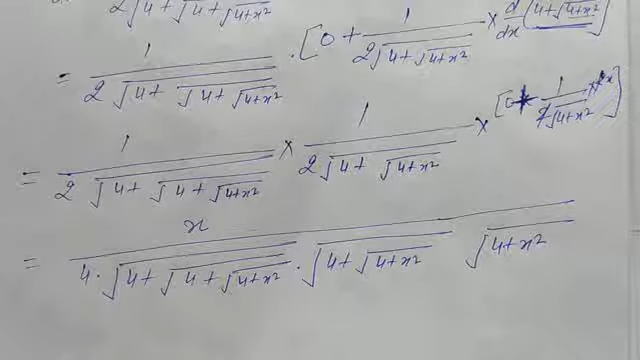 2√(4+√(4+√(4+x²)))
= 1/(2√(4+√(4+√(4+x²)))) · [0 + 1/(2√(4+√(4+x²))) × d/dx (4+√(4+x²))]
= 1/(2√(4+√(4+√(4+x²)))) × 1/(2√(4+√(4+x²))) × [0 + 1/(2√(4+x²)) × 2x]
= x/(4·√(4+√(4+√(4+x²))) · √(4+√(4+x²)) √(4+x²))